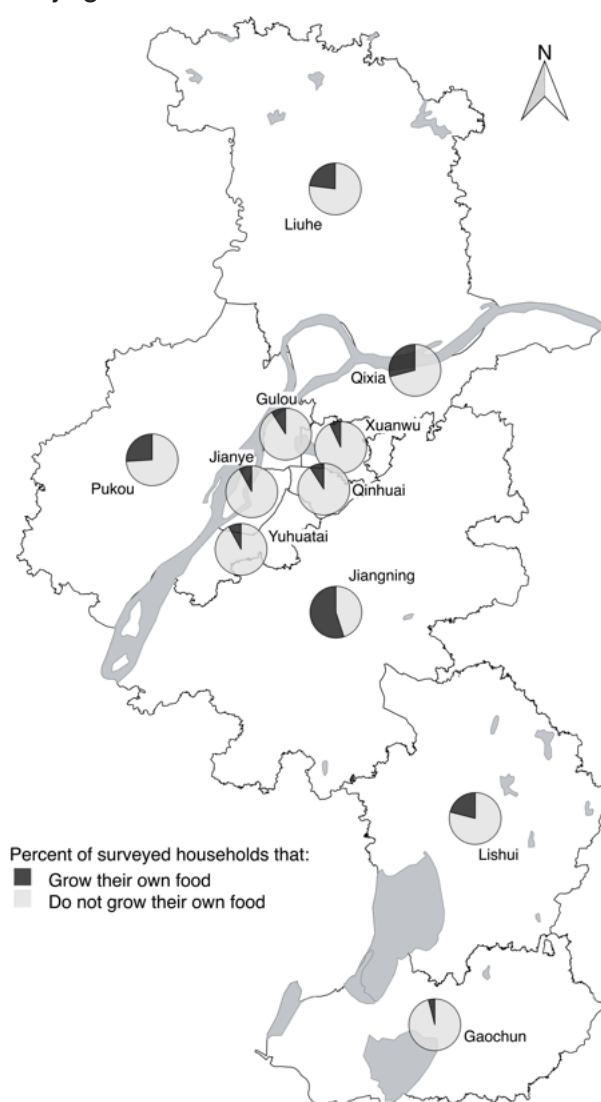 N
Liuhe
Qixia
Gulou
Xuanwu
Jianye
Pukou
Qinhuai
Yuhuatai
Jiangning
Lishui
Percent of surveyed households that:
Grow their own food
Do not grow their own food
Gaochun